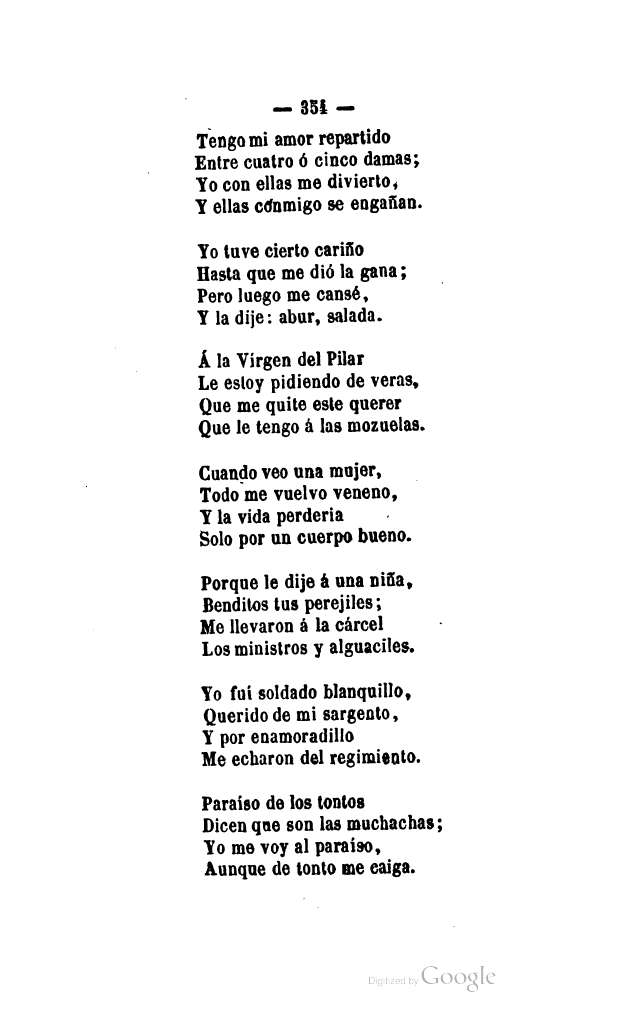 — 351 —
Tengo mi amor repartido
Entre cuatro ó cinco damas;
Yo con ellas me divierto,
Y ellas conmigo se engañan.
Yo tuve cierto cariño
Hasta que me dió la gana;
Pero luego me cansé,
Y la dije: abur, salada.
Á la Vírgen del Pilar
Le estoy pidiendo de veras,
Que me quite este querer
Que le tengo á las mozuelas.
Cuando veo una mujer,
Todo me vuelvo veneno,
Y la vida perderia
Solo por un cuerpo bueno.
Porque le dije á una niña,
Benditos tus perejiles;
Me llevaron á la cárcel
Los ministros y alguaciles.
Yo fuí soldado blanquillo,
Querido de mi sargento,
Y por enamoradillo
Me echaron del regimiento.
Paraiso de los tontos
Dicen que son las muchachas;
Yo me voy al paraiso,
Aunque de tonto me caiga.
Digitized by Google